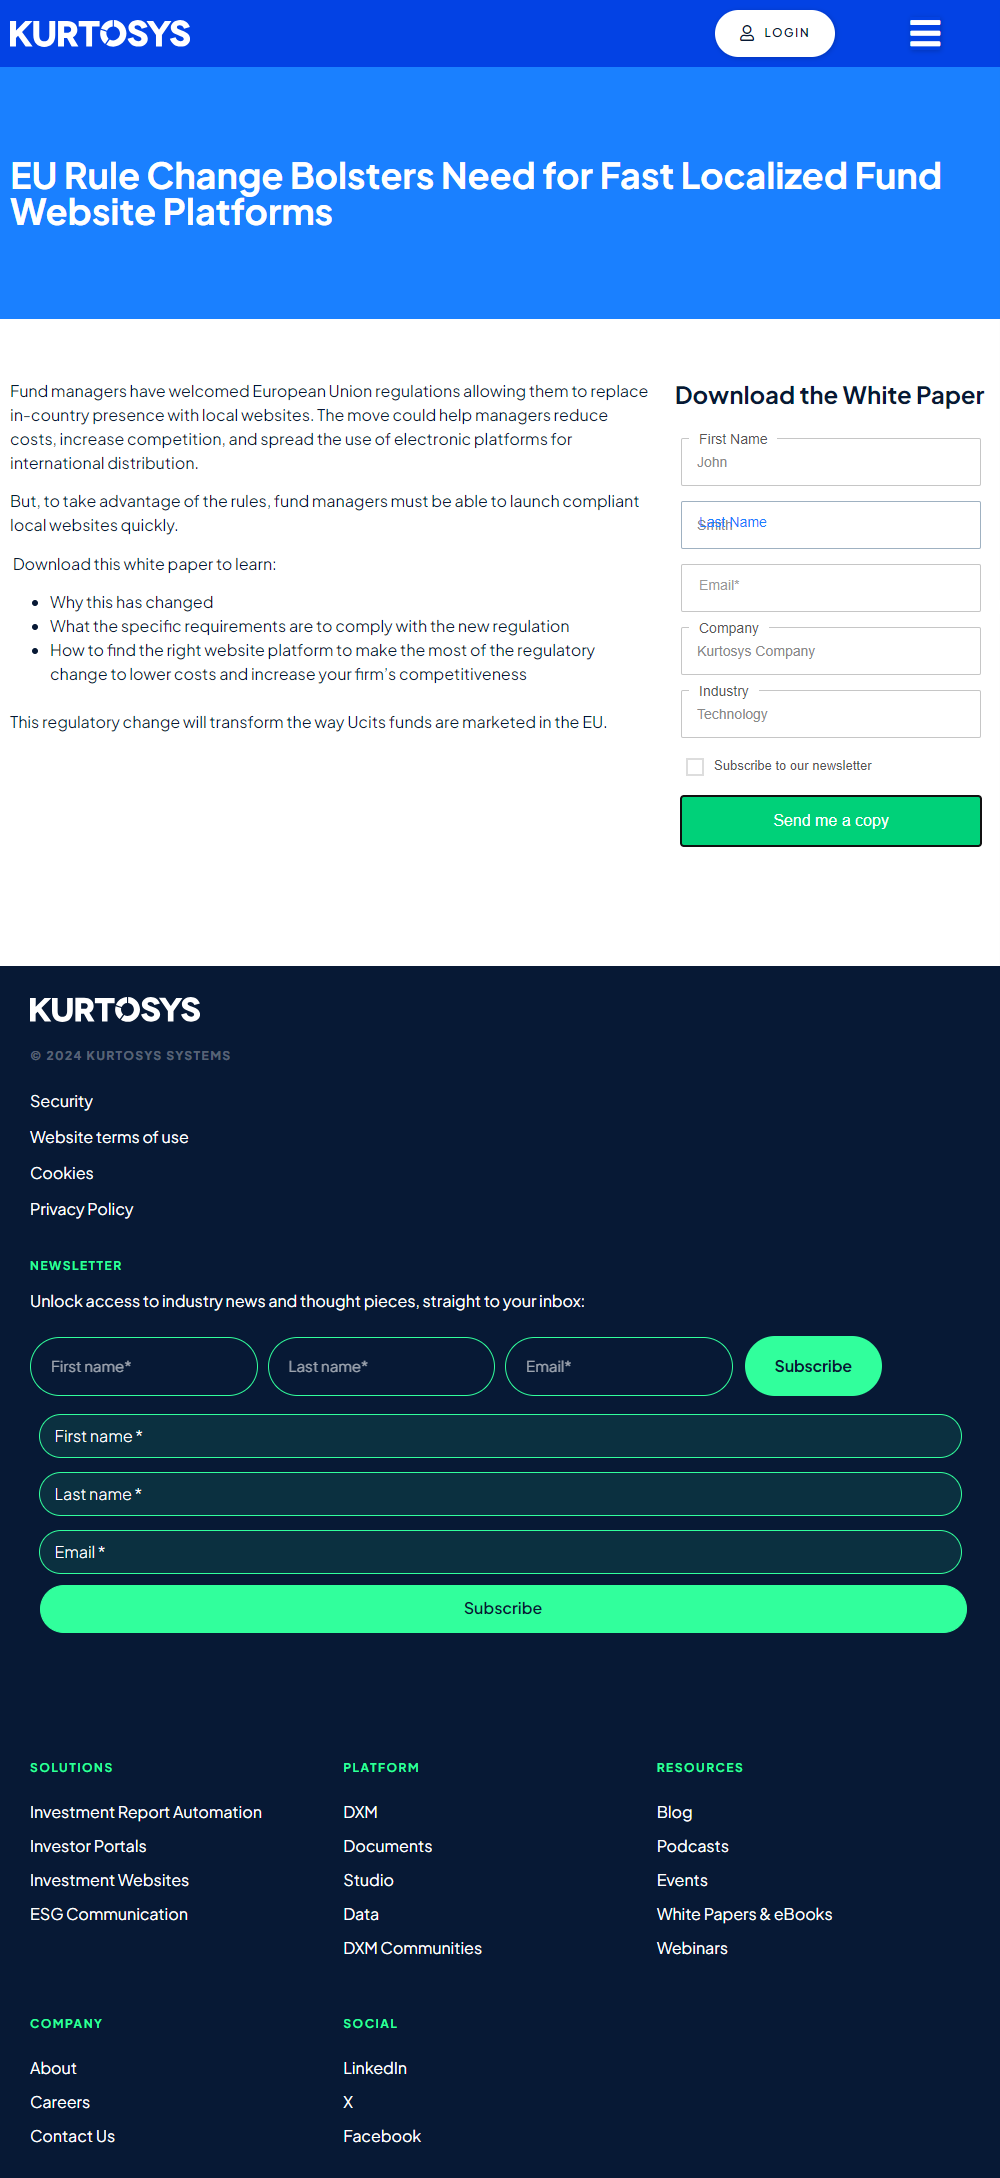 KURTOSYS
LOGIN
EU Rule Change Bolsters Need for Fast Localized Fund
Website Platforms
Fund managers have welcomed European Union regulations allowing them to replace
in-country presence with local websites. The move could help managers reduce
costs, increase competition, and spread the use of electronic platforms for
international distribution.
But, to take advantage of the rules, fund managers must be able to launch compliant
local websites quickly.
Download this white paper to learn:
• Why this has changed
• What the specific requirements are to comply with the new regulation
• How to find the right website platform to make the most of the regulatory
change to lower costs and increase your firm's competitiveness
This regulatory change will transform the way Ucits funds are marketed in the EU.
Download the White Paper
First Name
John
Last Name
Smith
Email*
Company
Kurtosys Company
Industry
Technology
Subscribe to our newsletter
Send me a copy
KURTOSYS
© 2024 KURTOSYS SYSTEMS
Security
Website terms of use
Cookies
Privacy Policy
NEWSLETTER
Unlock access to industry news and thought pieces, straight to your inbox:
First name* Last name* Email* Subscribe
First name *
Last name *
Email *
Subscribe
SOLUTIONS
Investment Report Automation
Investor Portals
Investment Websites
ESG Communication
PLATFORM
DXM
Documents
Studio
Data
DXM Communities
RESOURCES
Blog
Podcasts
Events
White Papers & eBooks
Webinars
COMPANY
About
Careers
Contact Us
SOCIAL
LinkedIn
X
Facebook